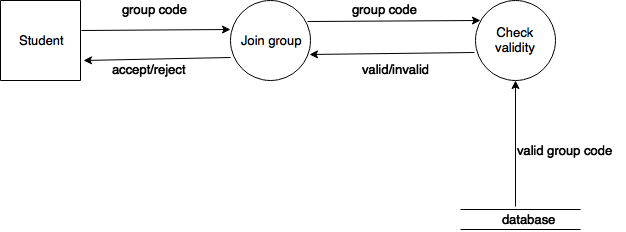 group code
group code
Student
Join group
Check
validity
accept/reject
valid/invalid
valid group code
database